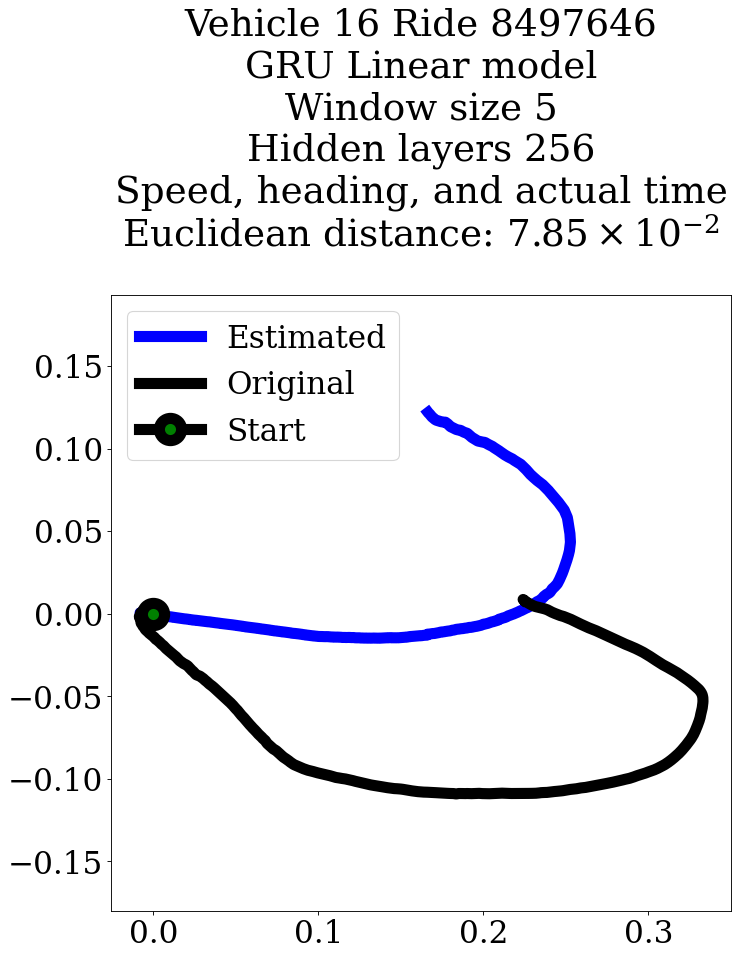 Vehicle 16 Ride 8497646
GRU Linear model
Window size 5
Hidden layers 256
Speed, heading, and actual time
Euclidean distance: 7.85 × 10⁻²
Estimated
Original
Start
0.15
0.10
0.05
0.00
−0.05
−0.10
−0.15
0.0 0.1 0.2 0.3